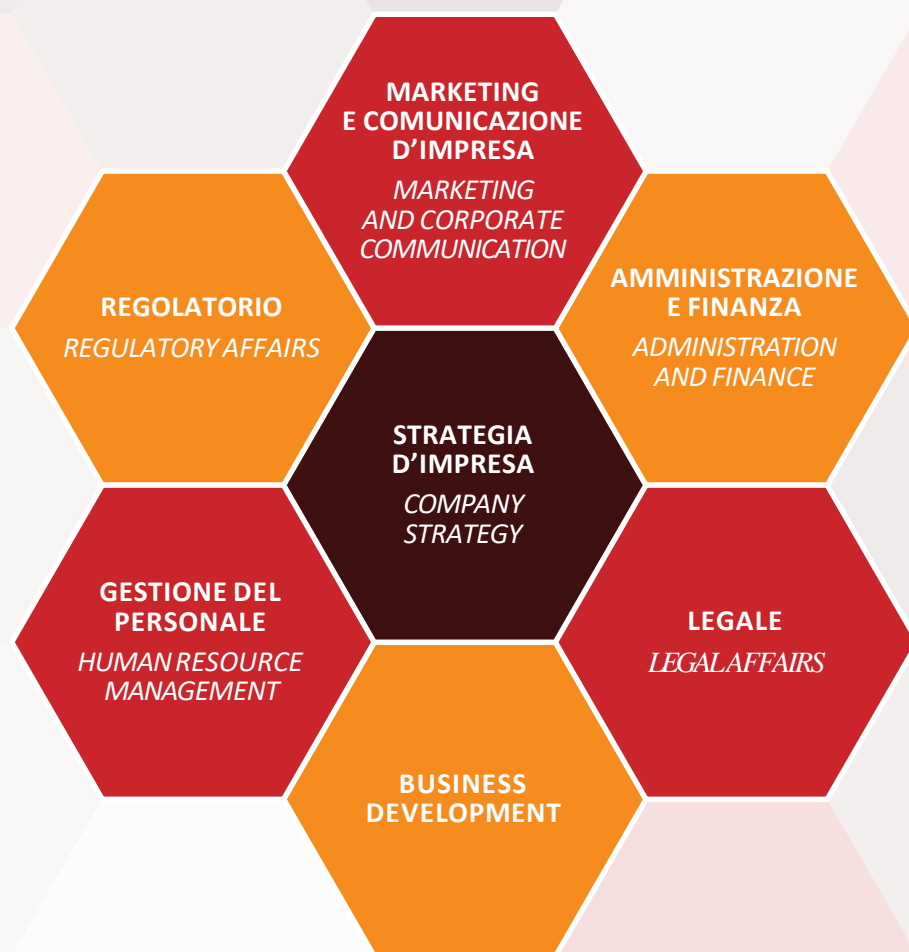 MARKETING
E COMUNICAZIONE
D’IMPRESA
MARKETING
AND CORPORATE
COMMUNICATION
REGOLATORIO
REGULATORY AFFAIRS
AMMINISTRAZIONE
E FINANZA
ADMINISTRATION
AND FINANCE
STRATEGIA
D’IMPRESA
COMPANY
STRATEGY
GESTIONE DEL
PERSONALE
HUMAN RESOURCE
MANAGEMENT
LEGALE
LEGAL AFFAIRS
BUSINESS
DEVELOPMENT